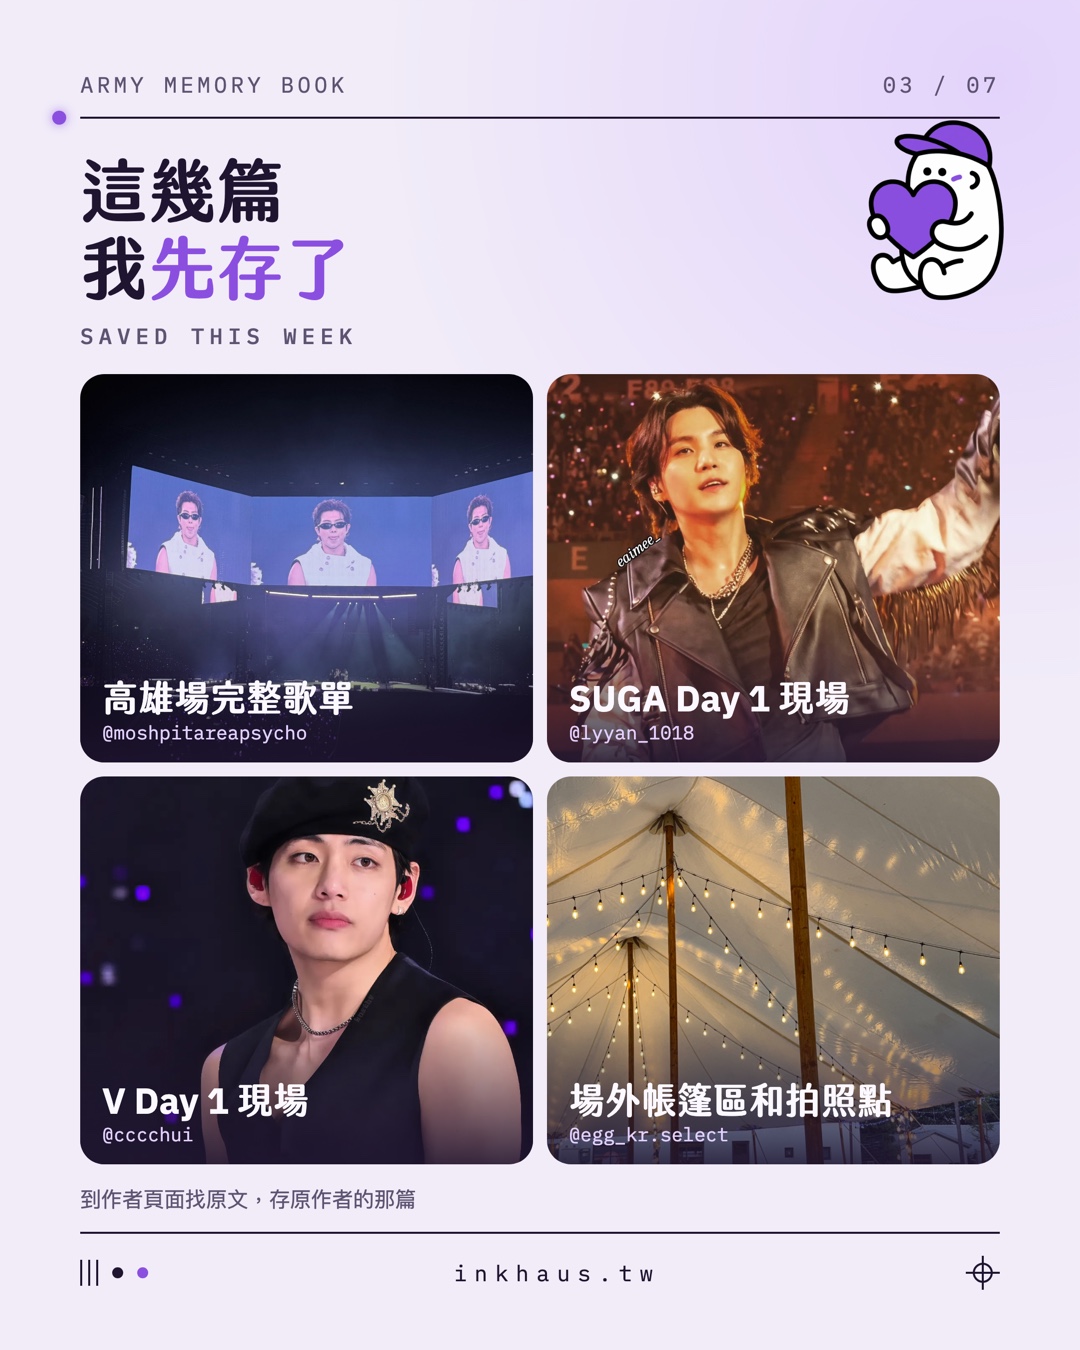 ARMY MEMORY BOOK
03 / 07
這幾篇
我先存了
SAVED THIS WEEK
高雄場完整歌單
@moshpitareapsycho
E
eaimee_
SUGA Day 1 現場
@lyyan_1018
V Day 1 現場
@cccchui
場外帳篷區和拍照點
@egg_kr.select
到作者頁面找原文，存原作者的那篇
inkhaus.tw